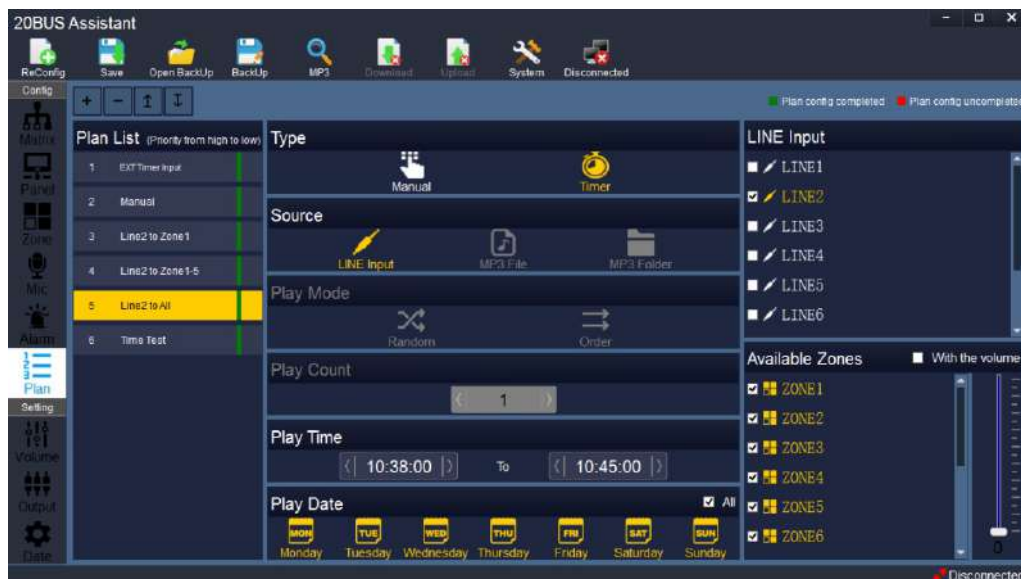 20BUS Assistant
ReConfig Save Open BackUp BackUp MP3 Download Upload System Disconnected
Config
Plan config completed Plan config uncompleted
Matrix
Panel
Zone
Mic
Alarm
1 2 3
Plan
Setting
Volume
Output
Date
Plan List (Priority from high to low)
1 EXT Timer Input
2 Manual
3 Line2 to Zone1
4 Line2 to Zone1-5
5 Line2 to All
6 Time Test
Type
Manual Timer
Source
LINE Input MP3 File MP3 Folder
Play Mode
Random Order
Play Count
1
Play Time
10:38:00 To 10:45:00
Play Date All
MON TUE WED THU FRI SAT SUN
Monday Tuesday Wednesday Thursday Friday Saturday Sunday
LINE Input
LINE1
LINE2
LINE3
LINE4
LINE5
LINE6
Available Zones With the volume
ZONE1
ZONE2
ZONE3
ZONE4
ZONE5
ZONE6
0
Disconnected